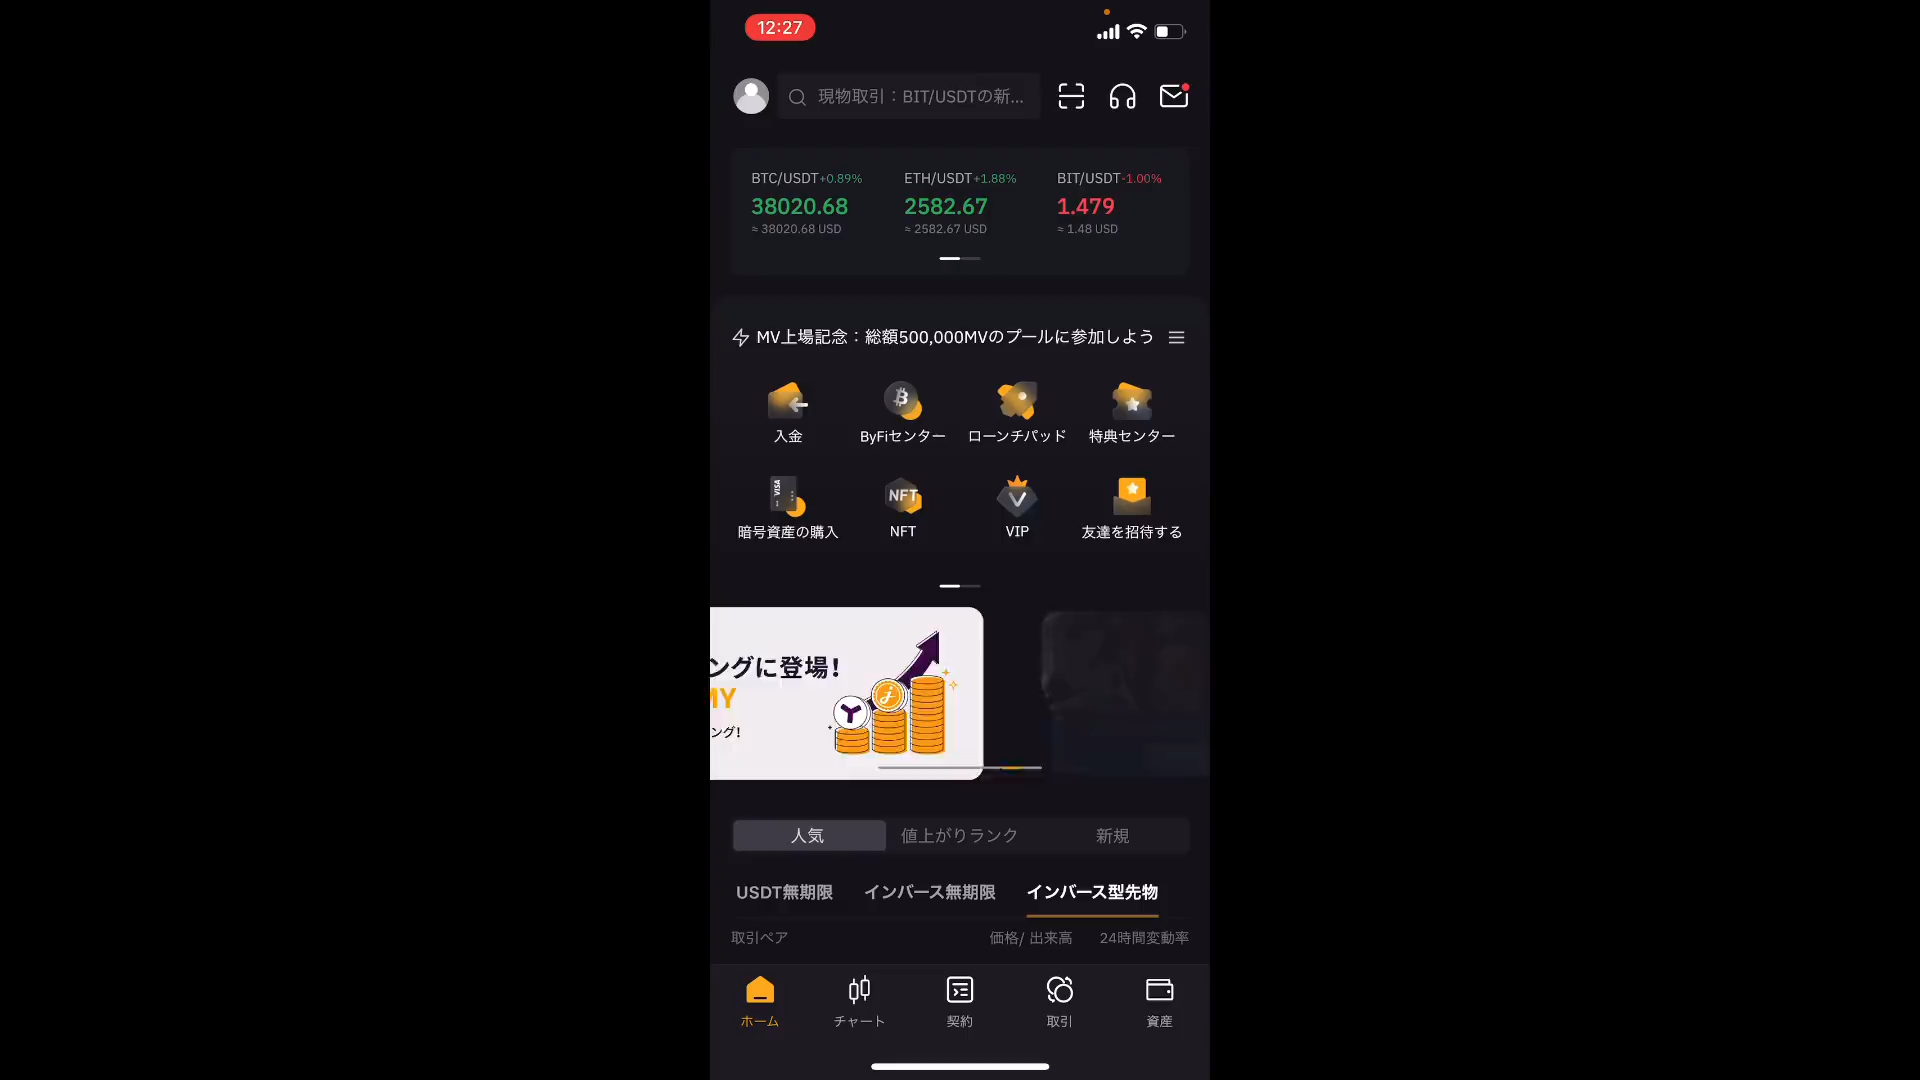 12:27
現物取引：BIT/USDTの新...
BTC/USDT+0.89% ETH/USDT+1.88% BIT/USDT-1.00%
38020.68 2582.67 1.479
≈ 38020.68 USD ≈ 2582.67 USD ≈ 1.48 USD
MV上場記念：総額500,000MVのプールに参加しよう
入金 ByFiセンター ローンチパッド 特典センター
VISA NFT
暗号資産の購入 NFT VIP 友達を招待する
ングに登場！
MY
ング！
人気 値上がりランク 新規
USDT無期限 インバース無期限 インバース型先物
取引ペア 価格/ 出来高 24時間変動率
ホーム チャート 契約 取引 資産